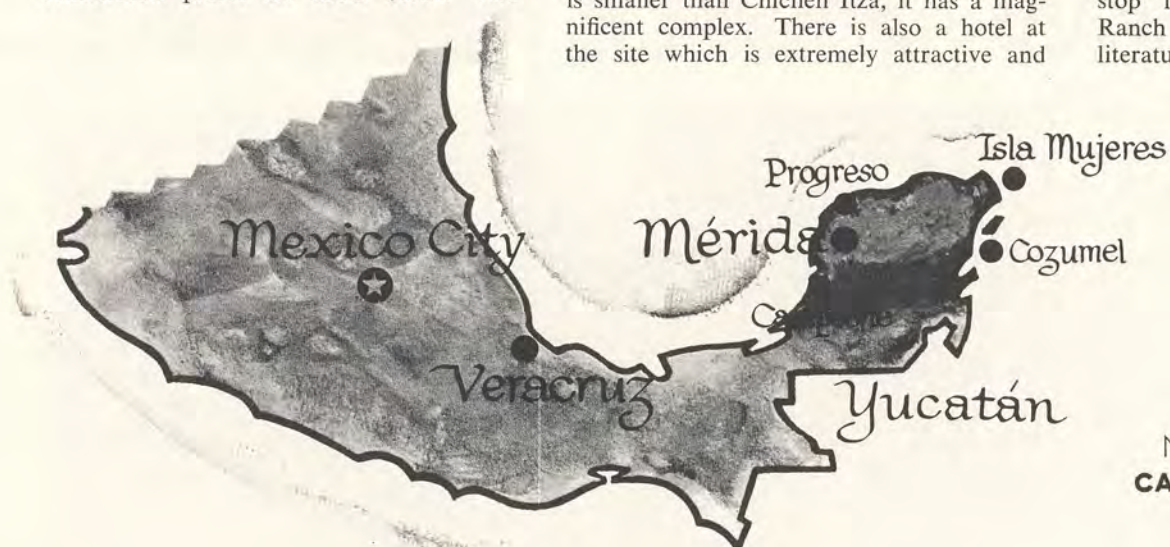 is smaller than Chichen Itza, it has a mag-
nificent complex. There is also a hotel at
the site which is extremely attractive and
stop
Ranch
literatu
Progreso
Isla Mujeres
Mexico City
Mérida
Cozumel
Veracruz
Yucatán
CA